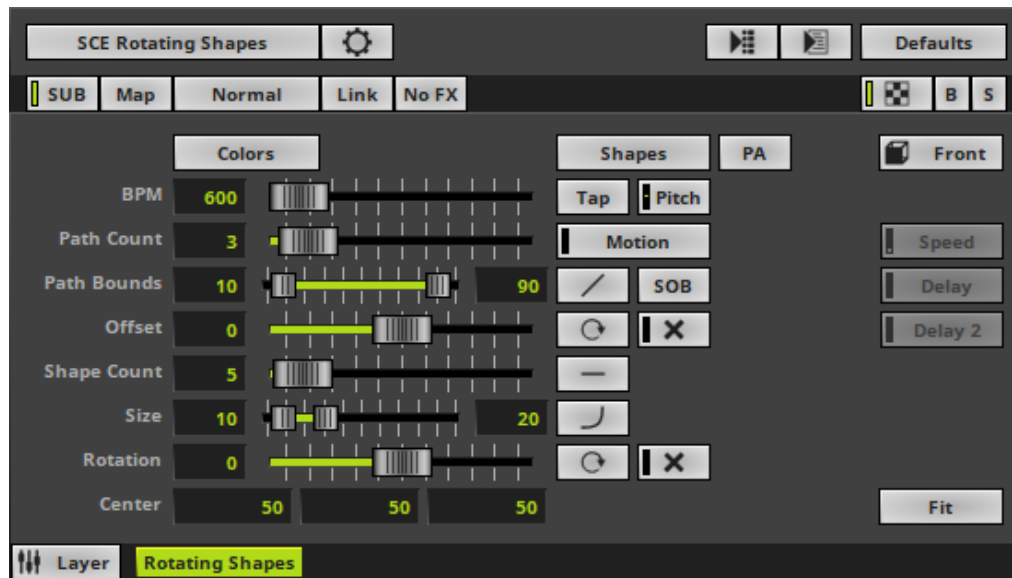 SCE Rotating Shapes Defaults
SUB Map Normal Link No FX B S
Colors Shapes PA Front
BPM 600 Tap Pitch
Path Count 3 Motion Speed
Path Bounds 10 90 SOB Delay
Offset 0 Delay 2
Shape Count 5
Size 10 20
Rotation 0
Center 50 50 50 Fit
Layer Rotating Shapes